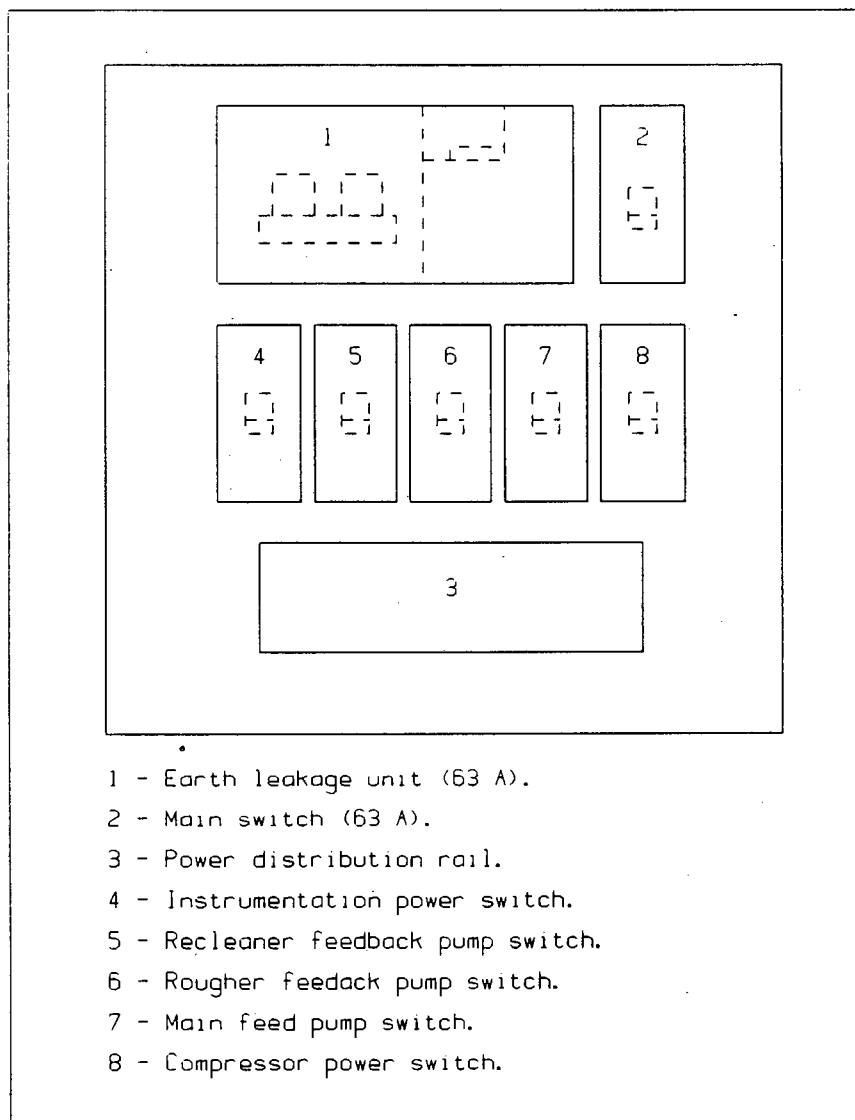 1
2
4
5
6
7
8
3
1 - Earth leakage unit (63 A).
2 - Main switch (63 A).
3 - Power distribution rail.
4 - Instrumentation power switch.
5 - Recleaner feedback pump switch.
6 - Rougher feedack pump switch.
7 - Main feed pump switch.
8 - Compressor power switch.